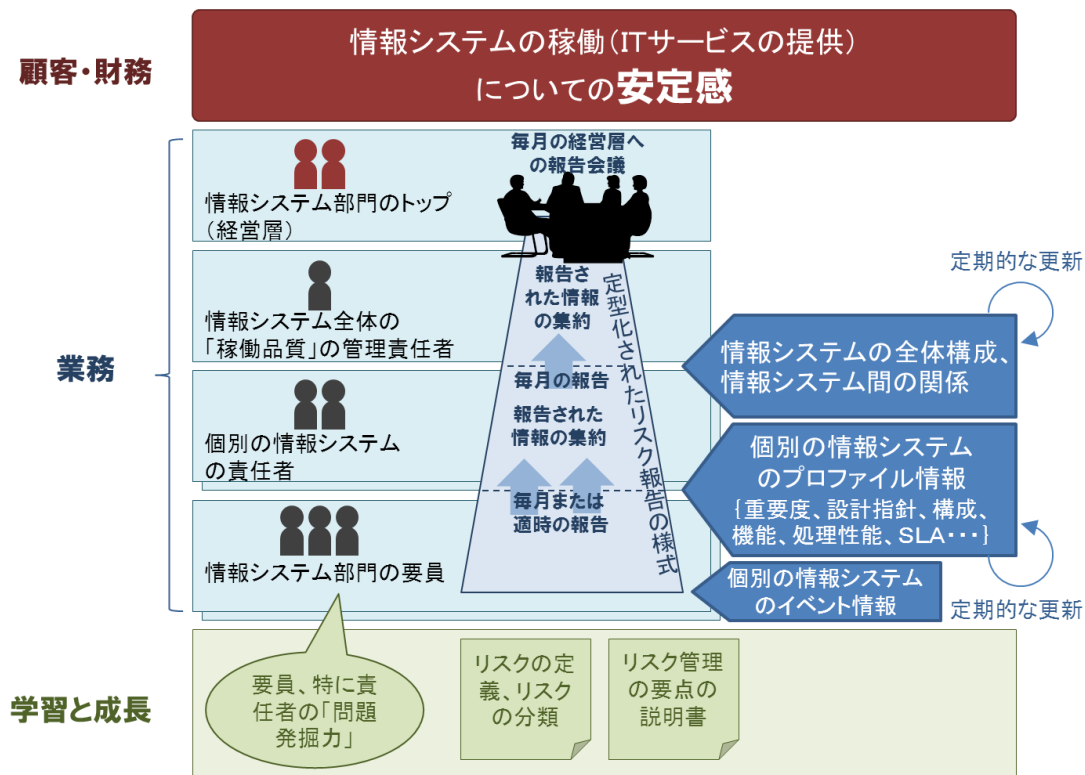 顧客・財務
情報システムの稼働（ITサービスの提供）
についての安定感
業務
毎月の経営層へ
の報告会議
情報システム部門のトップ
（経営層）
報告さ
れた情報
の集約
定型化されたリスク報告の様式
情報システム全体の
「稼働品質」の管理責任者
毎月の報告
定期的な更新
情報システムの全体構成、
情報システム間の関係
報告された
情報の集約
個別の情報システム
の責任者
個別の情報システム
のプロファイル情報
{重要度、設計指針、構成、
機能、処理性能、SLA・・・}
毎月または
適時の報告
情報システム部門の要員
個別の情報システム
のイベント情報
定期的な更新
学習と成長
要員、特に責
任者の「問題
発掘力」
リスクの定
義、リスク
の分類
リスク管理
の要点の
説明書